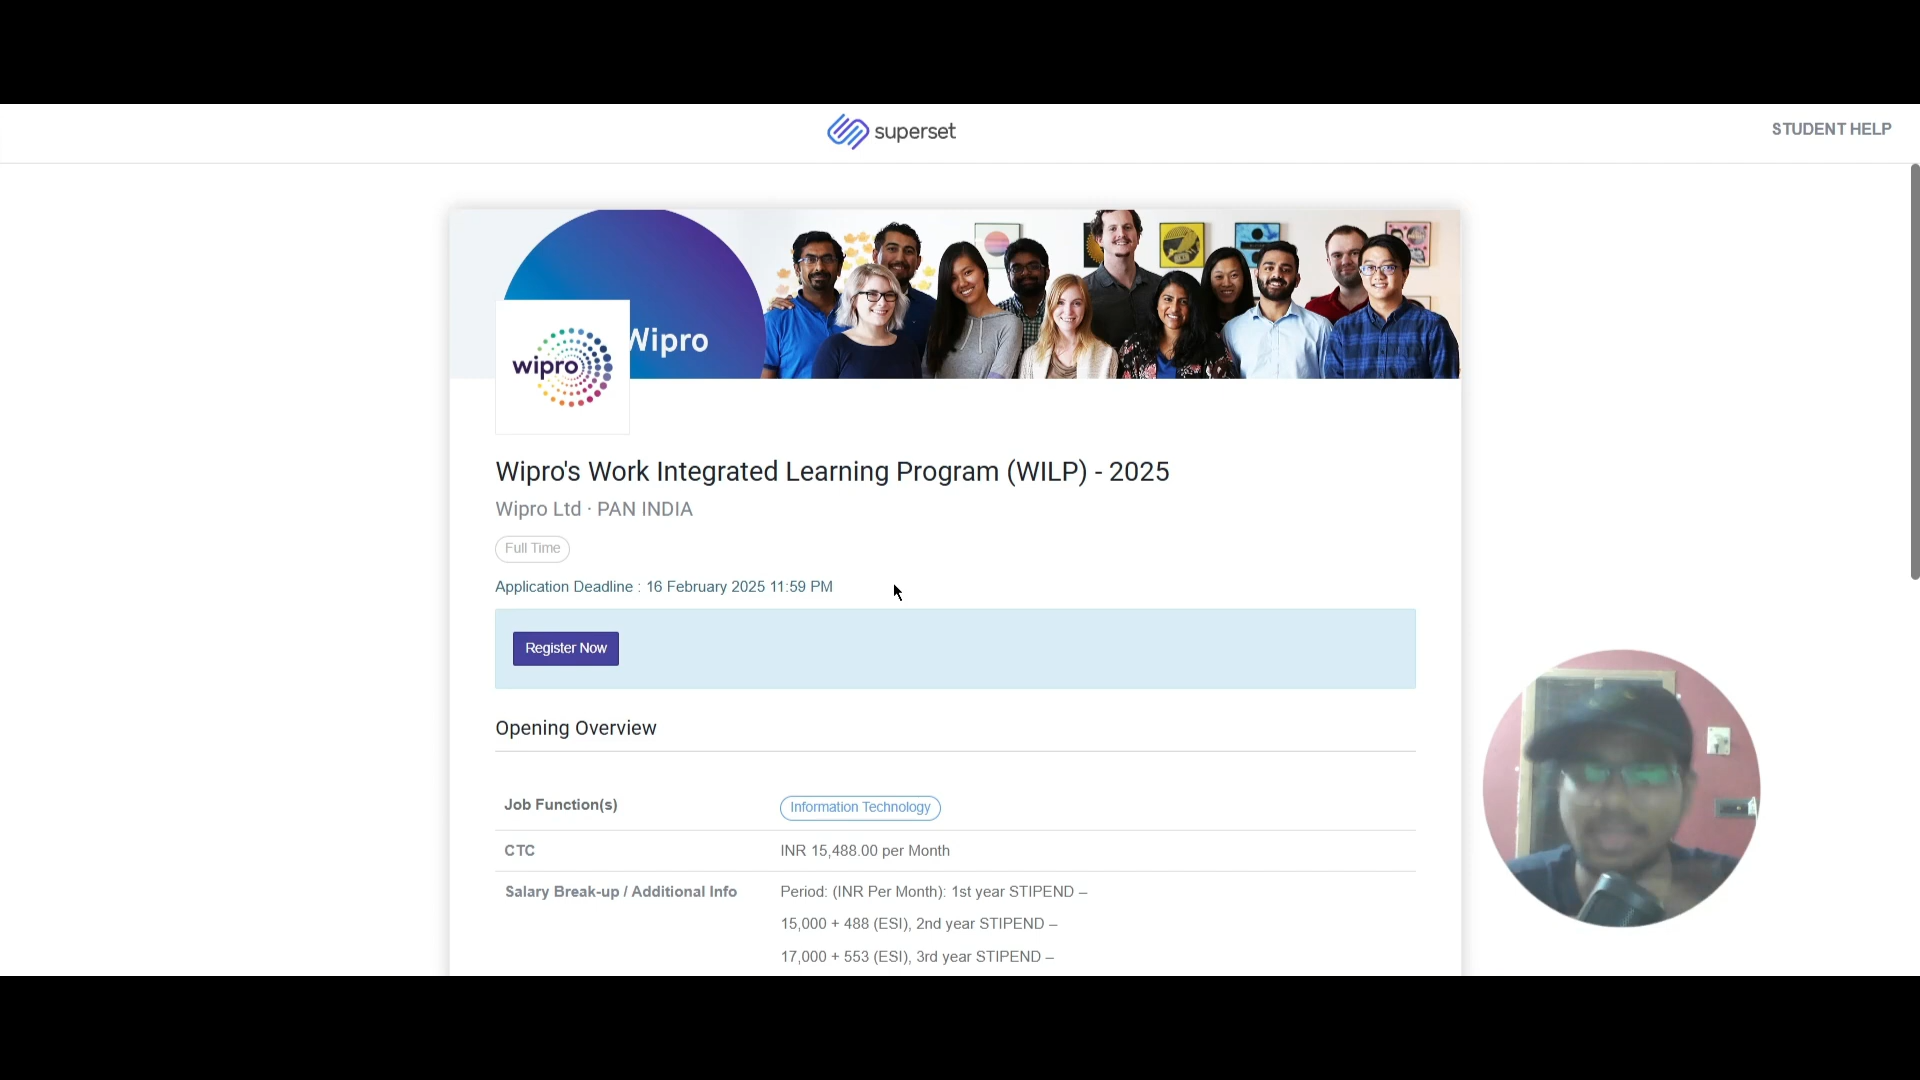 superset
STUDENT HELP
Wipro
wipro
Wipro's Work Integrated Learning Program (WILP) - 2025
Wipro Ltd · PAN INDIA
Full Time
Application Deadline : 16 February 2025 11:59 PM
Register Now
Opening Overview
Job Function(s) Information Technology
CTC INR 15,488.00 per Month
Salary Break-up / Additional Info Period: (INR Per Month): 1st year STIPEND –
15,000 + 488 (ESI), 2nd year STIPEND –
17,000 + 553 (ESI), 3rd year STIPEND –